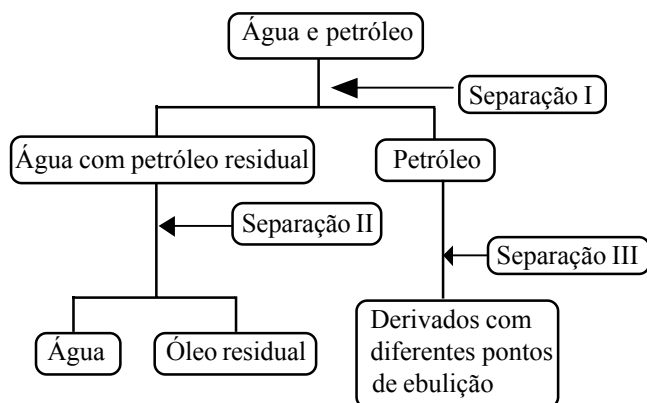 Água e petróleo
Separação I
Água com petróleo residual
Petróleo
Separação II
Separação III
Água
Óleo residual
Derivados com
diferentes pontos
de ebulição